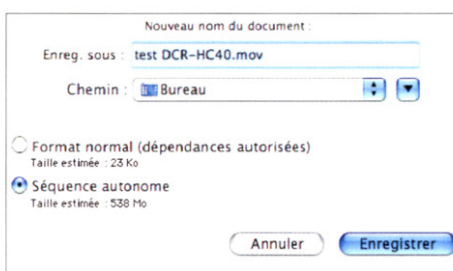 Nouveau nom du document :
Enreg. sous : test DCR-HC40.mov
Chemin : Bureau
Format normal (dépendances autorisées)
Taille estimée : 23 Ko
Séquence autonome
Taille estimée : 538 Mo
Annuler Enregistrer